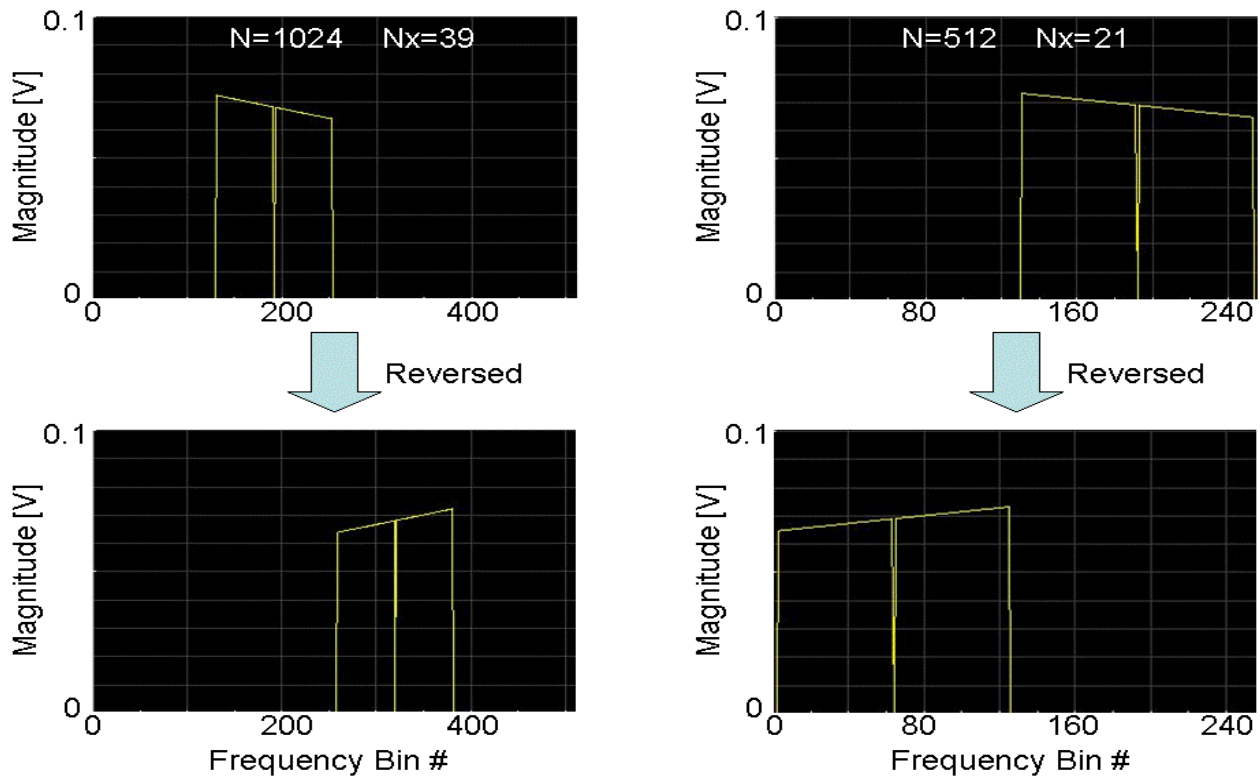 0.1
N=1024 Nx=39
Magnitude [V]
0
0 200 400
0.1
N=512 Nx=21
Magnitude [V]
0
0 80 160 240
Reversed
Reversed
0.1
Magnitude [V]
0
0 200 400
Frequency Bin #
0.1
Magnitude [V]
0
0 80 160 240
Frequency Bin #